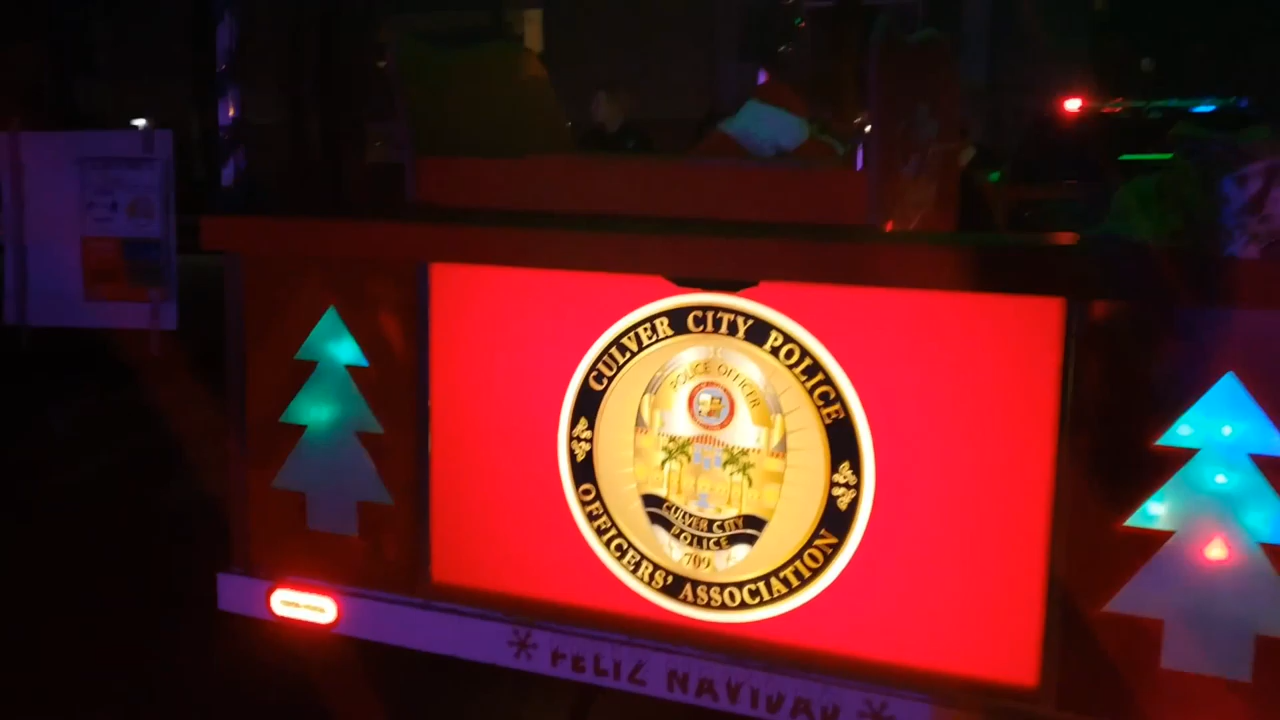 CULVER CITY POLICE
POLICE OFFICER
CULVER CITY
POLICE
709
OFFICERS' ASSOCIATION
* FELIZ NAVIDAD *